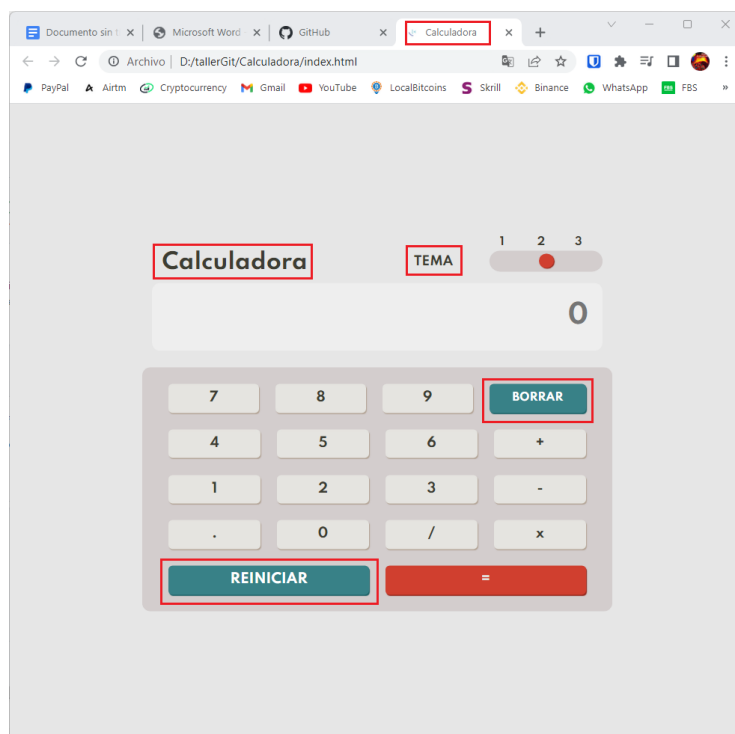 Documento sin t Microsoft Word GitHub Calculadora
Archivo D:/tallerGit/Calculadora/index.html
PayPal Airtm Cryptocurrency Gmail YouTube LocalBitcoins Skrill Binance WhatsApp FBS »
1 2 3
Calculadora TEMA
0
7 8 9 BORRAR
4 5 6 +
1 2 3 -
. 0 / x
REINICIAR =